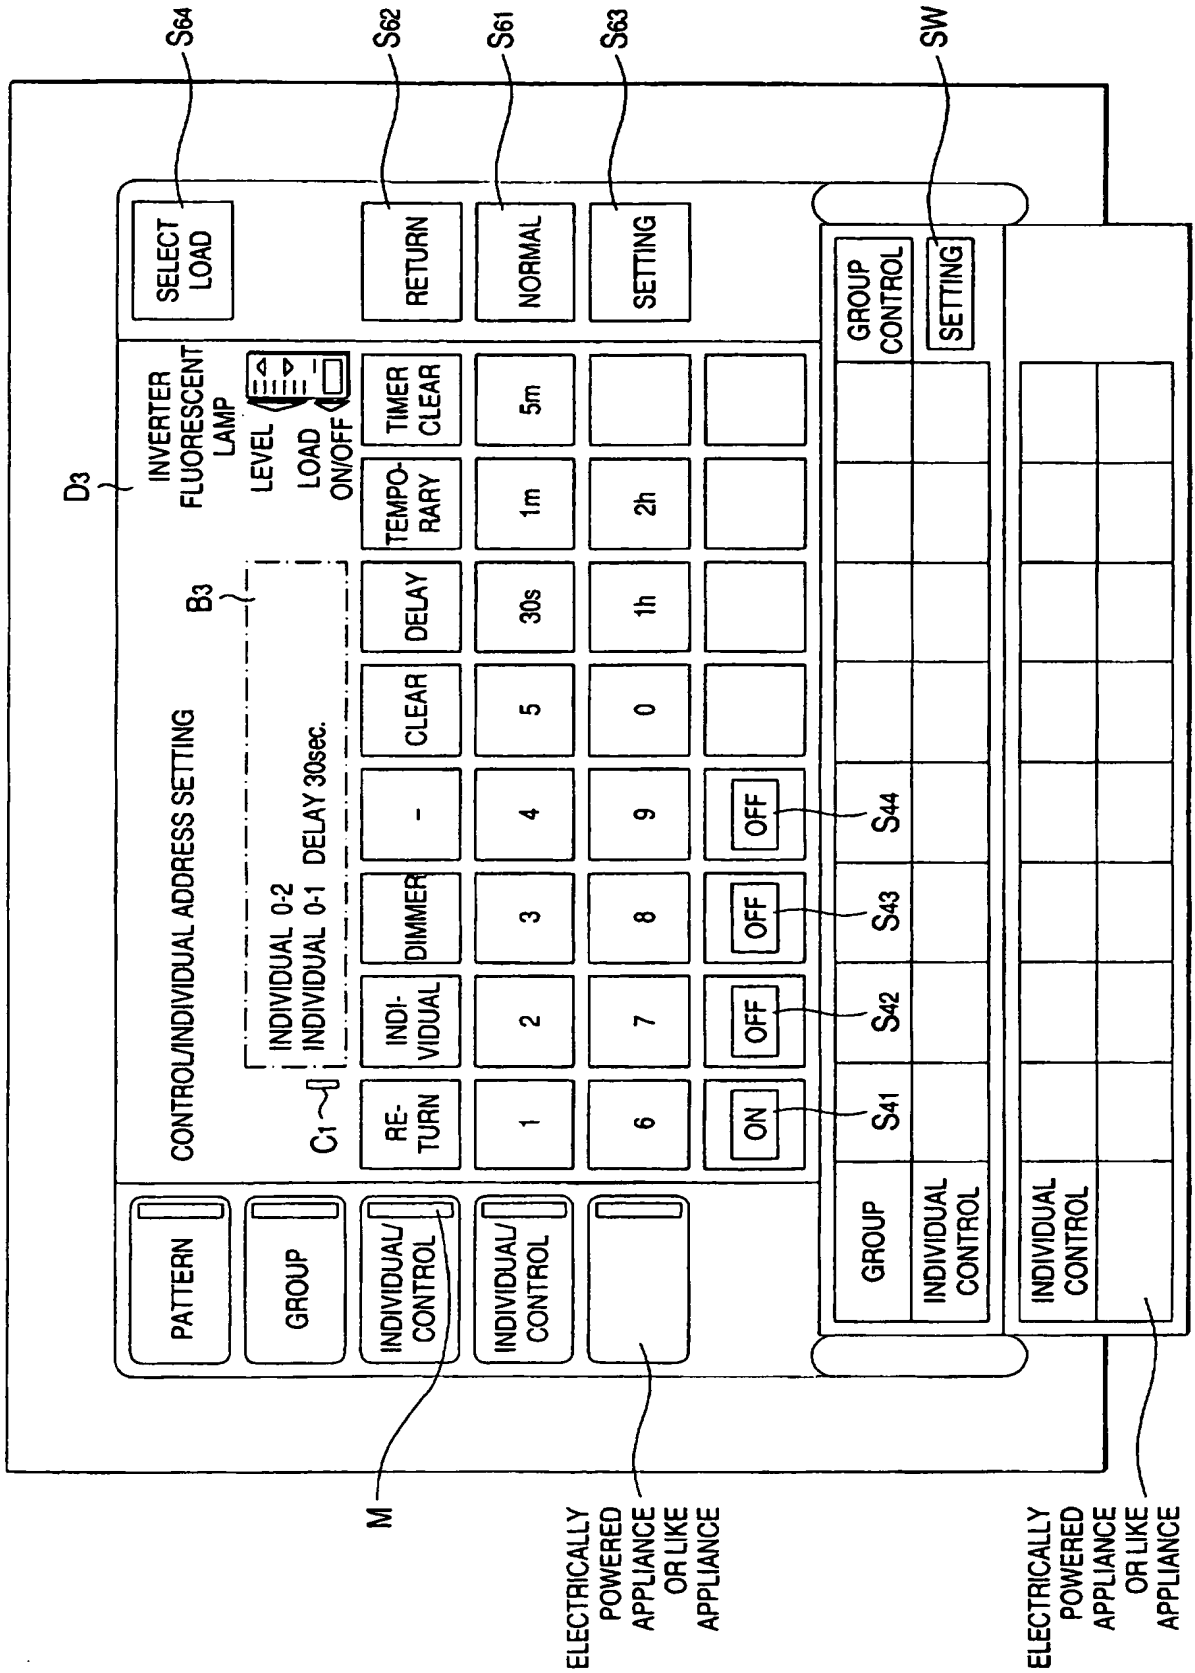 S64
S62
S61
S63
SW
SELECT
LOAD
RETURN
NORMAL
SETTING
GROUP
CONTROL
SETTING
D3
INVERTER
FLUORESCENT
LAMP
LEVEL
LOAD
ON/OFF
B3
CONTROL/INDIVIDUAL ADDRESS SETTING
INDIVIDUAL 0-2
INDIVIDUAL 0-1 DELAY 30sec.
C1
RE-
TURN
INDI-
VIDUAL
DIMMER
-
CLEAR
DELAY
TEMPO-
RARY
TIMER
CLEAR
1
2
3
4
5
30s
1m
5m
6
7
8
9
0
1h
2h
ON
OFF
OFF
OFF
S41
S42
S43
S44
PATTERN
GROUP
INDIVIDUAL/
CONTROL
INDIVIDUAL/
CONTROL
GROUP
INDIVIDUAL
CONTROL
INDIVIDUAL
CONTROL
M
ELECTRICALLY
POWERED
APPLIANCE
OR LIKE
APPLIANCE
ELECTRICALLY
POWERED
APPLIANCE
OR LIKE
APPLIANCE